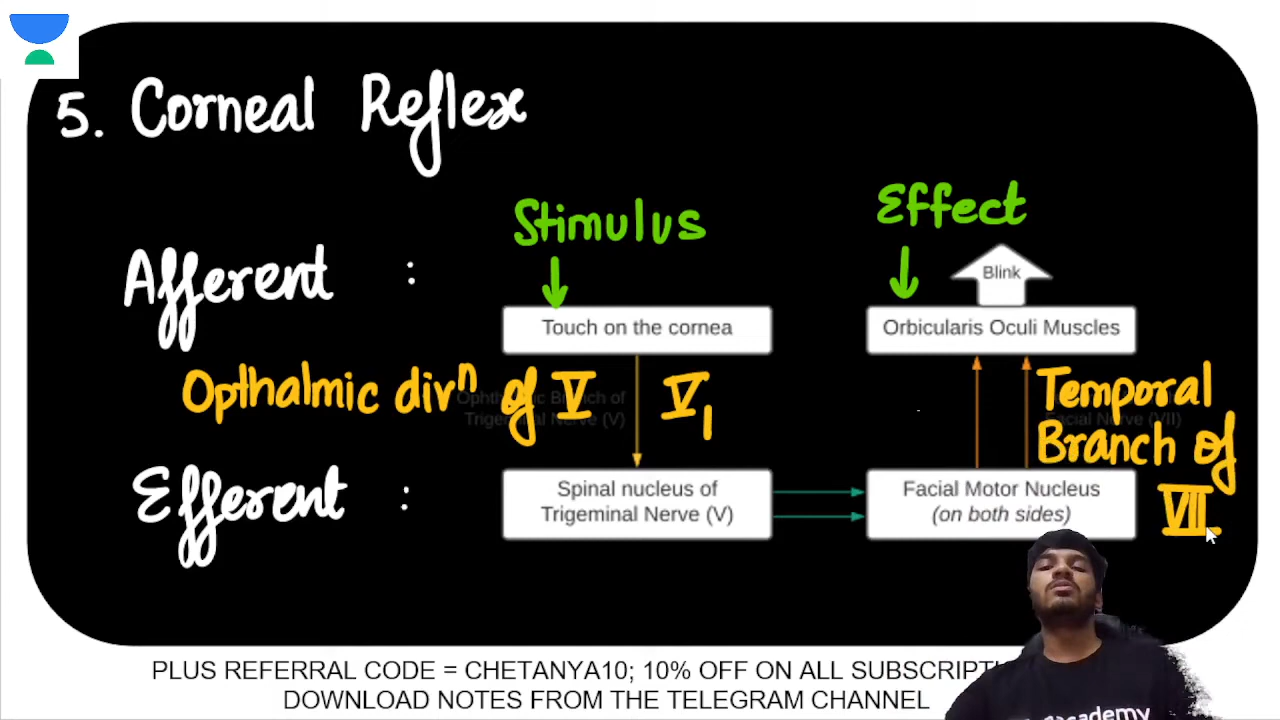 5. Corneal Reflex
Stimulus
Effect
Blink
Afferent :
Touch on the cornea
Orbicularis Oculi Muscles
Opthalmic divⁿ of V
V₁
Temporal
Branch of
VII
Efferent :
Spinal nucleus of
Trigeminal Nerve (V)
Facial Motor Nucleus
(on both sides)
PLUS REFERRAL CODE = CHETANYA10; 10% OFF ON ALL
DOWNLOAD NOTES FROM THE TELEGRAM CHANNEL